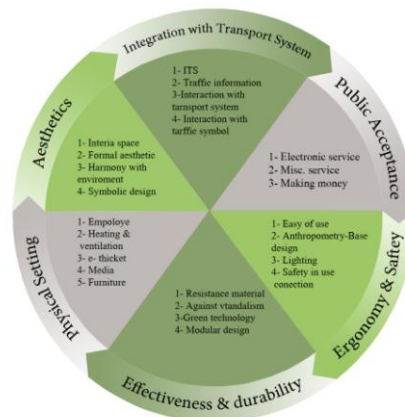 Integration with Transport System
1- ITS
2- Traffic information
3-Interaction with
tarnsport system
4- Interaction with
tarffic symbol
Public Acceptance
1- Electronic service
2- Misc. service
3- Making money
Ergonomy & Saftey
1- Easy of use
2- Anthropometry-Base
design
3- Lighting
4- Safety in use
conection
Effectiveness & durability
1- Resistance material
2- Against vtandalism
3-Green technology
4- Modular design
Physical Setting
1- Empoloye
2- Heating &
ventilation
3- e- thicket
4- Media
5- Furniture
Aesthetics
1- Interia space
2- Formal aesthetic
3- Harmony with
enviroment
4- Symbolic design